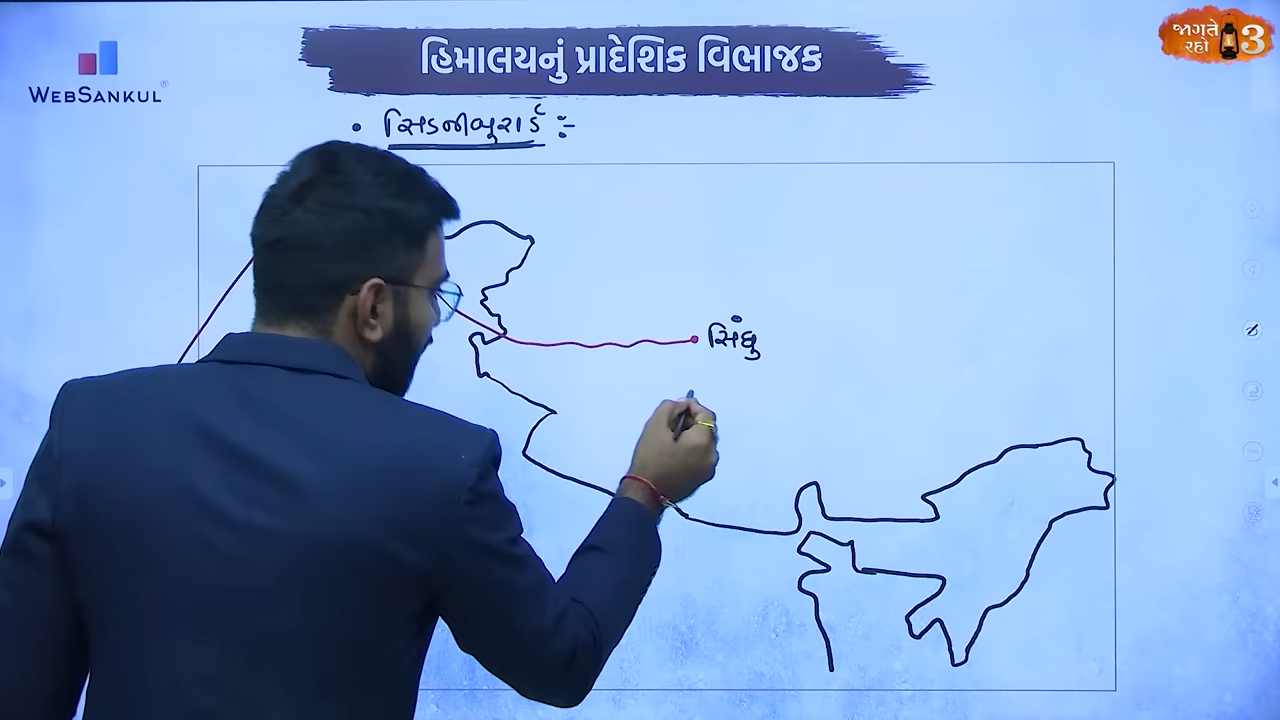 હિમાલયનું પ્રાદેશિક વિભાજક
જાગતે રહો 3
WEBSANKUL
• સિડનીબુરાર્ડ :-
સિંધુ